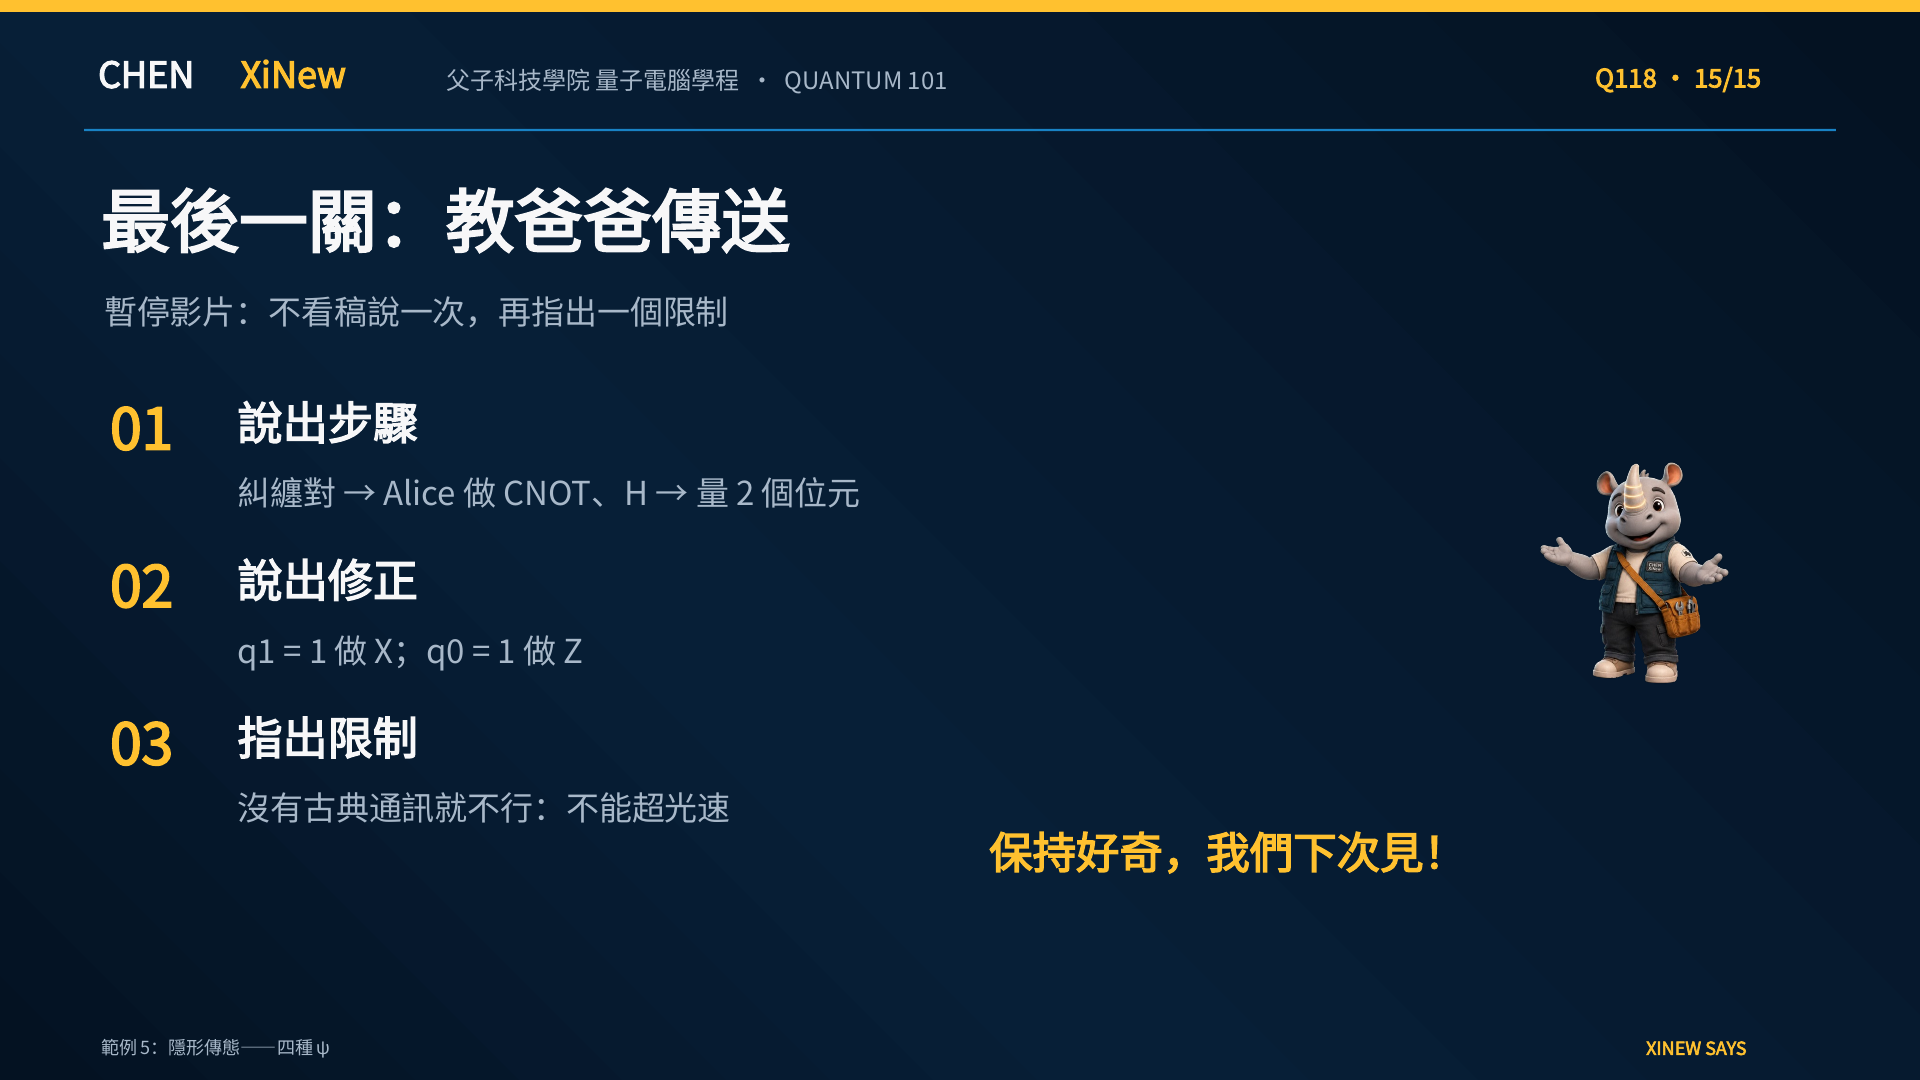 CHEN XiNew 父子科技學院 量子電腦學程 · QUANTUM 101 Q118 · 15/15
最後一關：教爸爸傳送
暫停影片：不看稿說一次，再指出一個限制
01 說出步驟
糾纏對 → Alice 做 CNOT、H → 量 2 個位元
02 說出修正
q1 = 1 做 X；q0 = 1 做 Z
03 指出限制
沒有古典通訊就不行：不能超光速
保持好奇，我們下次見！
範例 5：隱形傳態——四種 ψ
XINEW SAYS